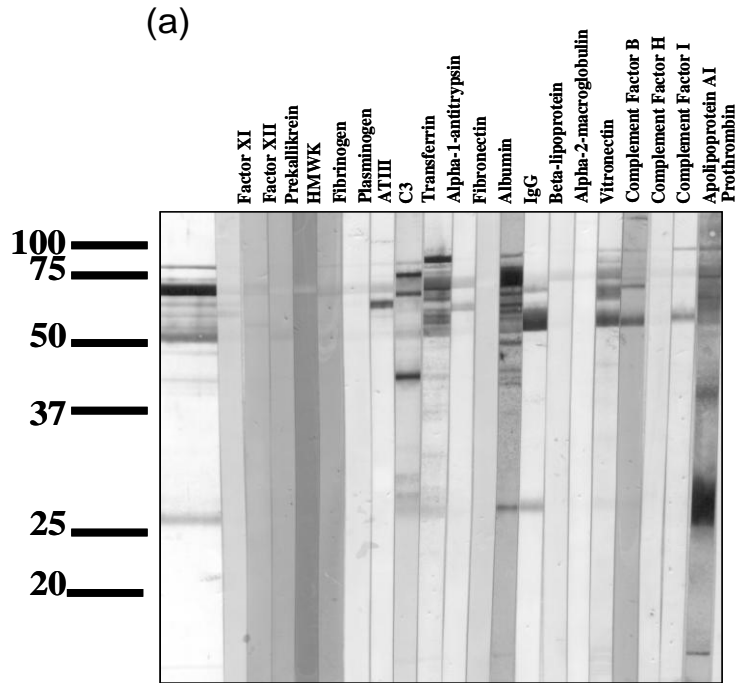 (a)
Factor XI
Factor XII
Prekallikrein
HMWK
Fibrinogen
Plasminogen
ATIII
C3
Transferrin
Alpha-1-antitrypsin
Fibronectin
Albumin
IgG
Beta-lipoprotein
Alpha-2-macroglobulin
Vitronectin
Complement Factor B
Complement Factor H
Complement Factor I
Apolipoprotein AI
Prothrombin
100
75
50
37
25
20